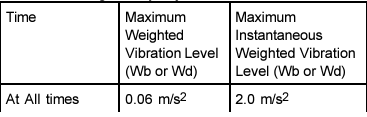 Time
Maximum
Weighted
Vibration Level
(Wb or Wd)
Maximum
Instantaneous
Weighted Vibration
Level (Wb or Wd)
At All times
0.06 m/s2
2.0 m/s2